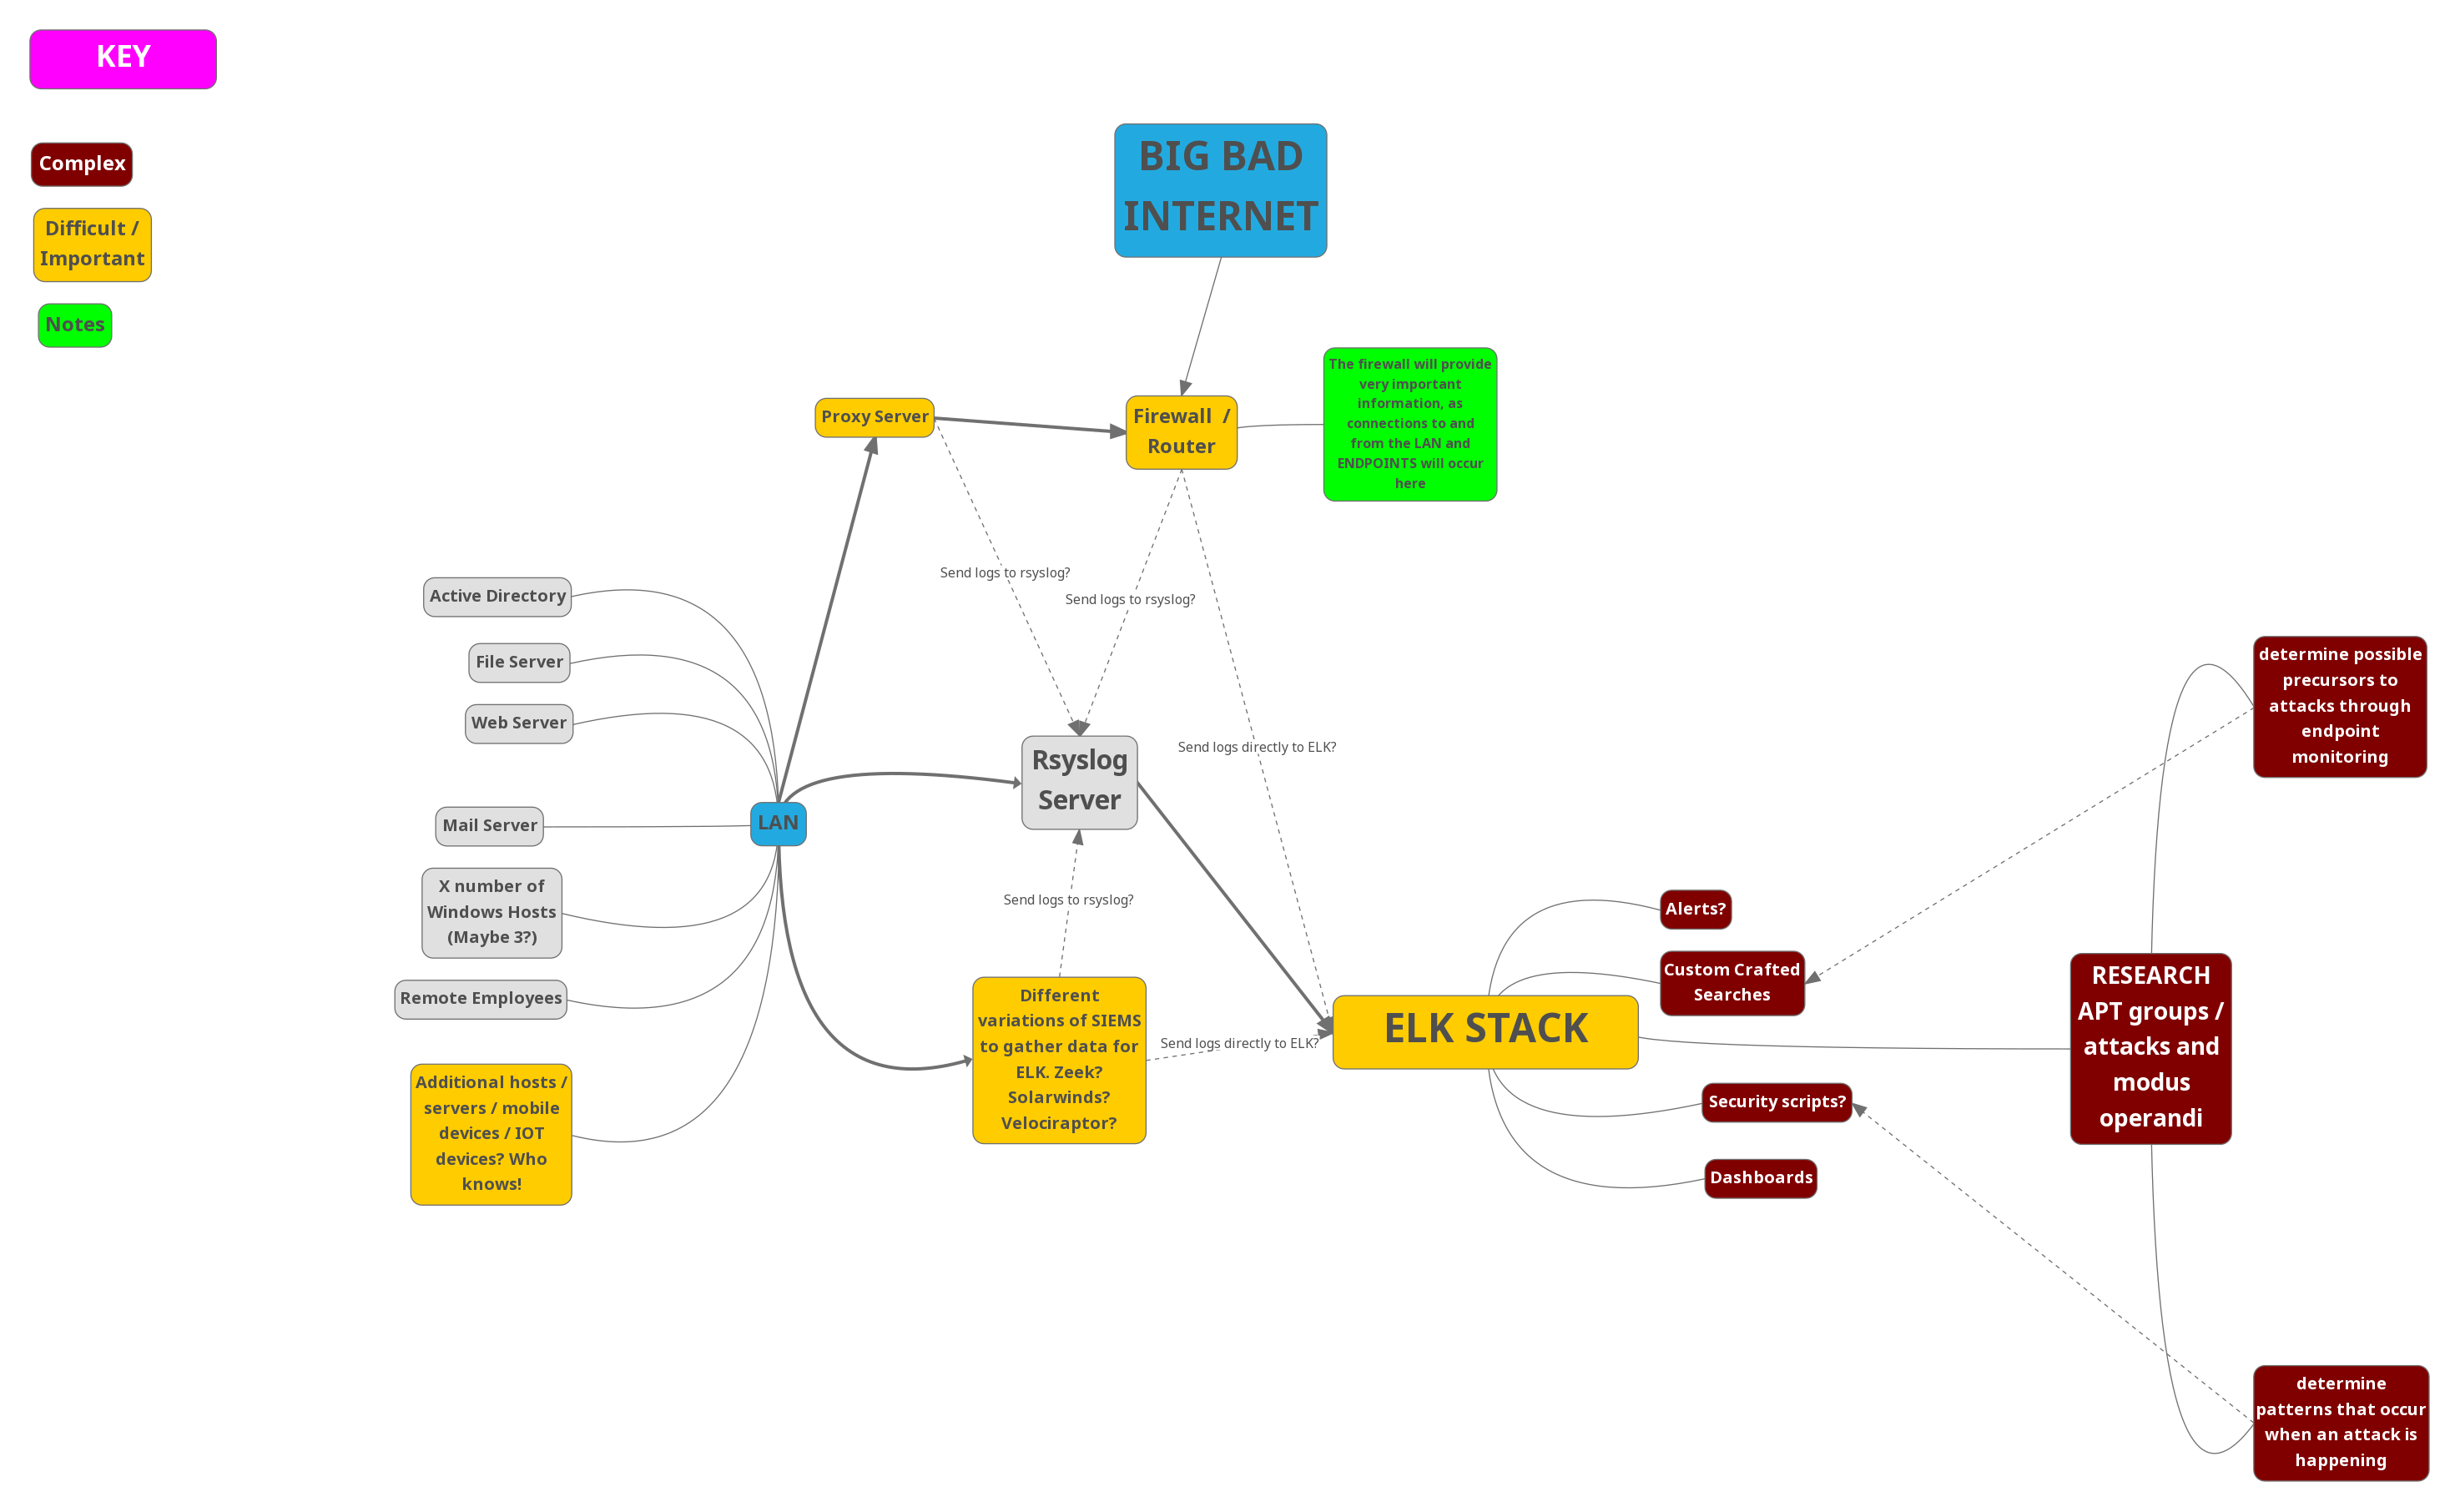 KEY
Complex
Difficult /
Important
Notes
BIG BAD
INTERNET
Proxy Server
Firewall /
Router
The firewall will provide
very important
information, as
connections to and
from the LAN and
ENDPOINTS will occur
here
Send logs to rsyslog?
Send logs to rsyslog?
Send logs directly to ELK?
Active Directory
File Server
Web Server
Mail Server
X number of
Windows Hosts
(Maybe 3?)
Remote Employees
Additional hosts /
servers / mobile
devices / IOT
devices? Who
knows!
LAN
Rsyslog
Server
Send logs to rsyslog?
Different
variations of SIEMS
to gather data for
ELK. Zeek?
Solarwinds?
Velociraptor?
Send logs directly to ELK?
ELK STACK
Alerts?
Custom Crafted
Searches
Security scripts?
Dashboards
RESEARCH
APT groups /
attacks and
modus
operandi
determine possible
precursors to
attacks through
endpoint
monitoring
determine
patterns that occur
when an attack is
happening